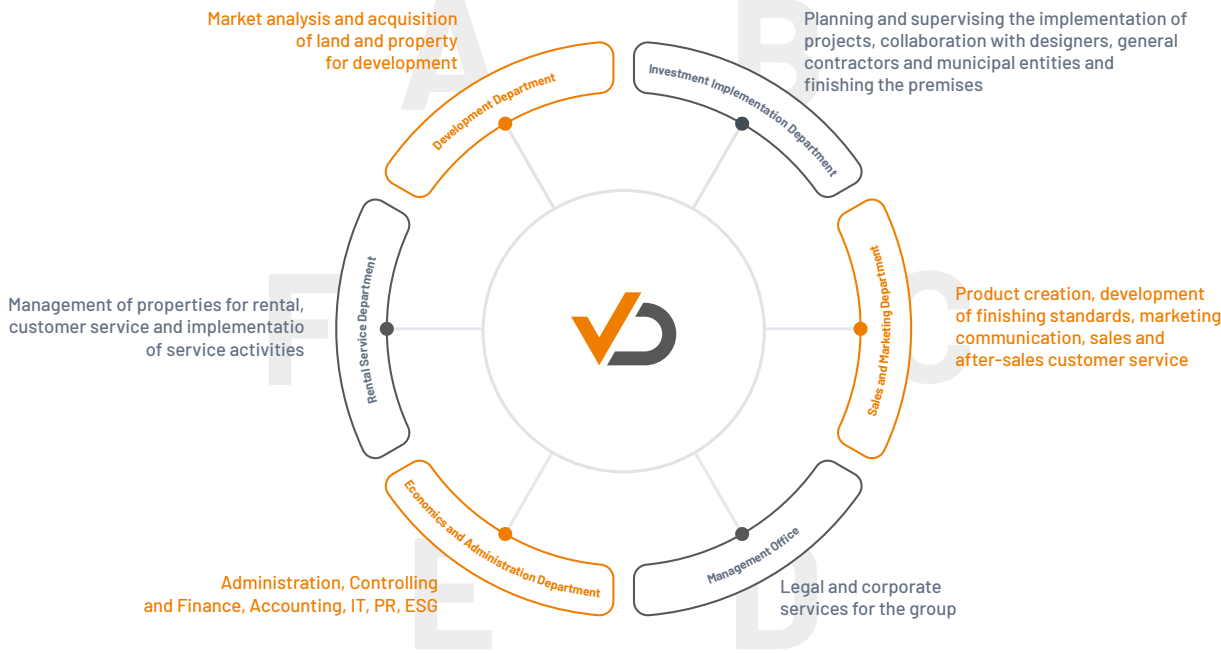 A
Market analysis and acquisition
of land and property
for development
Development Department
B
Planning and supervising the implementation of
projects, collaboration with designers, general
contractors and municipal entities and
finishing the premises
Investment Implementation Department
C
Product creation, development
of finishing standards, marketing
communication, sales and
after-sales customer service
Sales and Marketing Department
D
Legal and corporate
services for the group
Management Office
E
Administration, Controlling
and Finance, Accounting, IT, PR, ESG
Economics and Administration Department
F
Management of properties for rental,
customer service and implementatio
of service activities
Rental Service Department